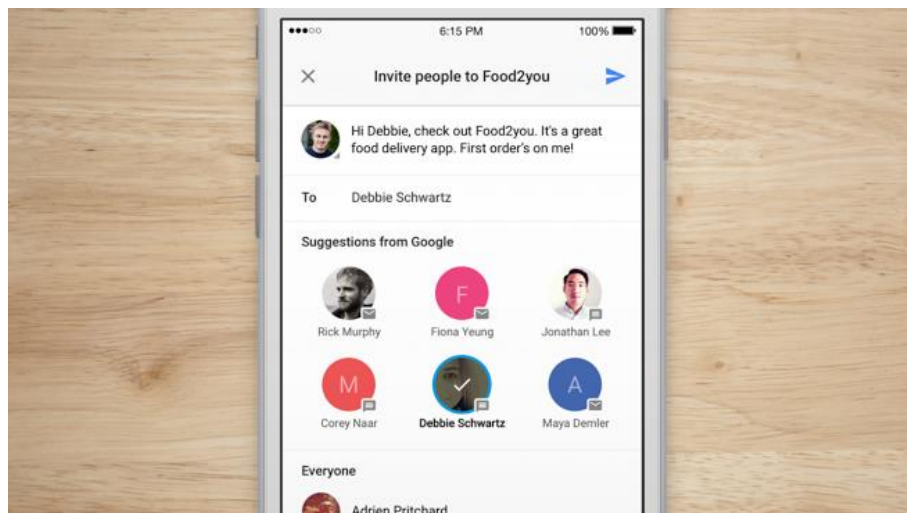 6:15 PM 100%
Invite people to Food2you
Hi Debbie, check out Food2you. It's a great
food delivery app. First order's on me!
To Debbie Schwartz
Suggestions from Google
F
Rick Murphy Fiona Yeung Jonathan Lee
M A
Corey Naar Debbie Schwartz Maya Demler
Everyone
Adrien Pritchard